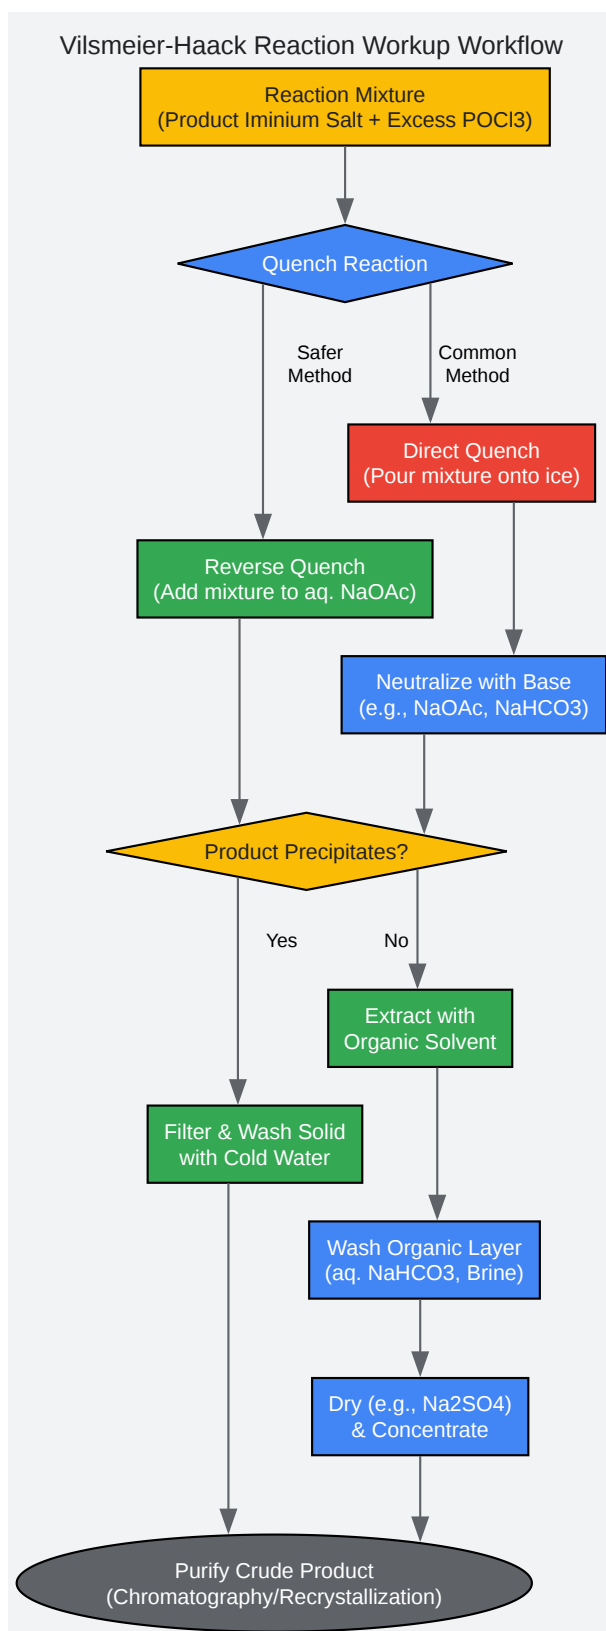 Vilsmeier-Haack Reaction Workup Workflow
Reaction Mixture
(Product Iminium Salt + Excess POCl3)
Quench Reaction
Safer
Method
Common
Method
Direct Quench
(Pour mixture onto ice)
Reverse Quench
(Add mixture to aq. NaOAc)
Neutralize with Base
(e.g., NaOAc, NaHCO3)
Product Precipitates?
Yes
No
Extract with
Organic Solvent
Filter & Wash Solid
with Cold Water
Wash Organic Layer
(aq. NaHCO3, Brine)
Dry (e.g., Na2SO4)
& Concentrate
Purify Crude Product
(Chromatography/Recrystallization)